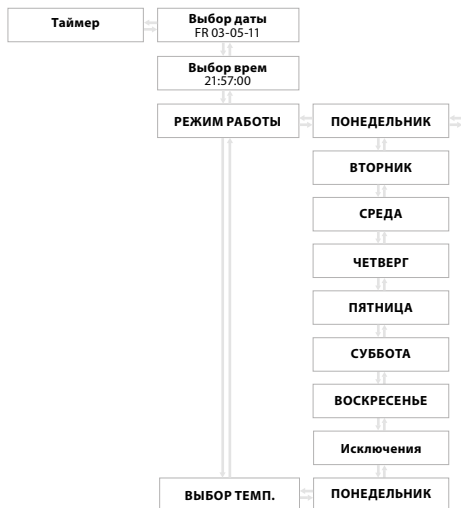 Таймер
Выбор даты
FR 03-05-11
Выбор врем
21:57:00
РЕЖИМ РАБОТЫ
ПОНЕДЕЛЬНИК
ВТОРНИК
СРЕДА
ЧЕТВЕРГ
ПЯТНИЦА
СУББОТА
ВОСКРЕСЕНЬЕ
Исключения
ВЫБОР ТЕМП.
ПОНЕДЕЛЬНИК